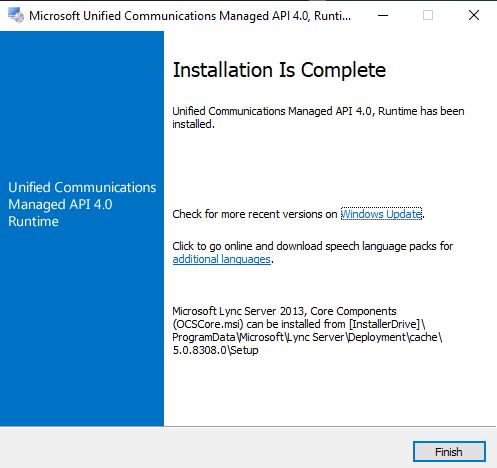 Microsoft Unified Communications Managed API 4.0, Runti...
Installation Is Complete
Unified Communications Managed API 4.0, Runtime has been
installed.
Unified Communications
Managed API 4.0
Runtime
Check for more recent versions on Windows Update.
Click to go online and download speech language packs for
additional languages.
Microsoft Lync Server 2013, Core Components
(OCSCore.msi) can be installed from [InstallerDrive]\
ProgramData\Microsoft\Lync Server\Deployment\cache\
5.0.8308.0\Setup
Finish